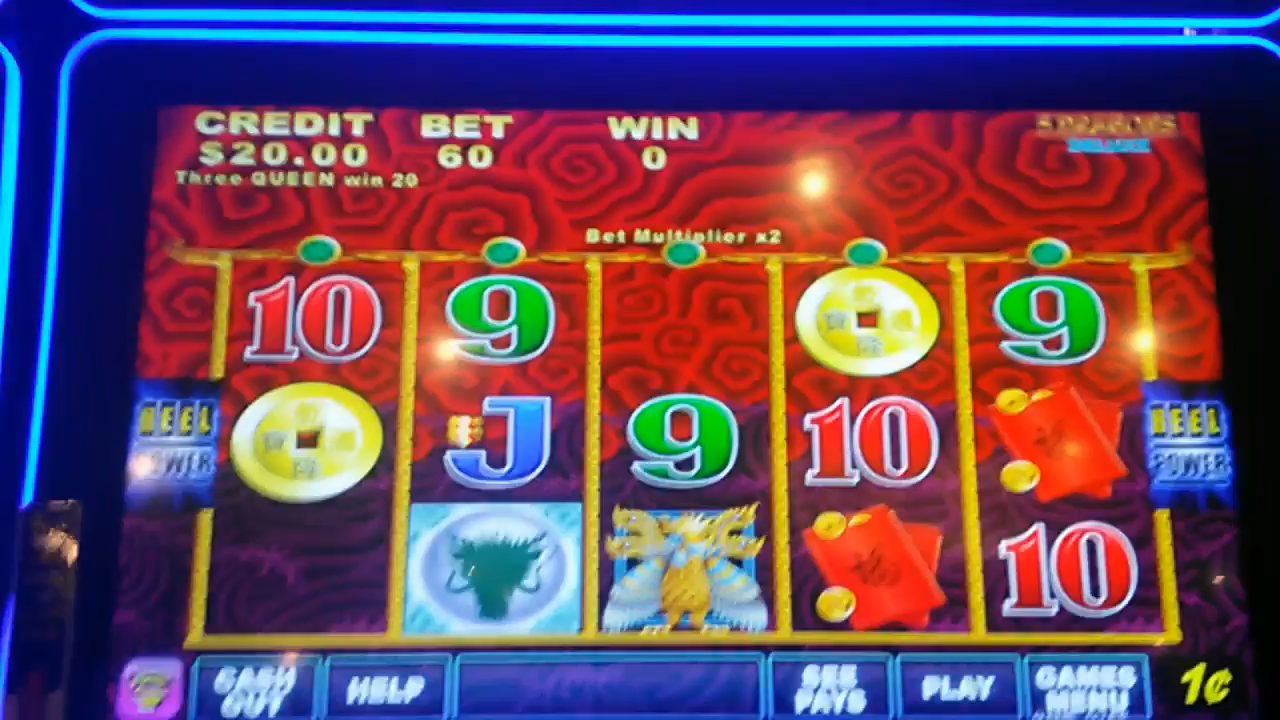 CREDIT BET WIN
$20.00 60 0
Three QUEEN win 20
DELUXE
Bet Multiplier x2
10 9 9
REEL POWER J 9 10 REEL POWER
10
CASH OUT HELP SEE PAYS PLAY GAMES MENU 1¢